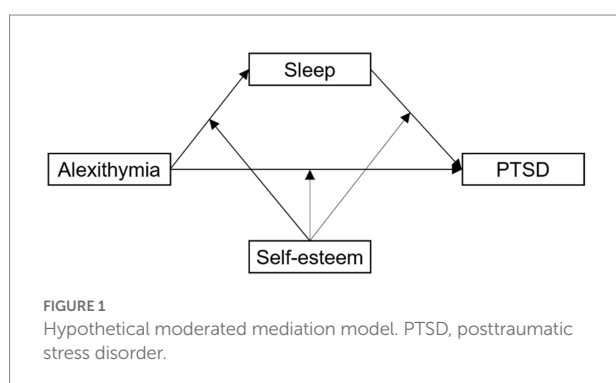 Sleep
Alexithymia
PTSD
Self-esteem
FIGURE 1
Hypothetical moderated mediation model. PTSD, posttraumatic
stress disorder.